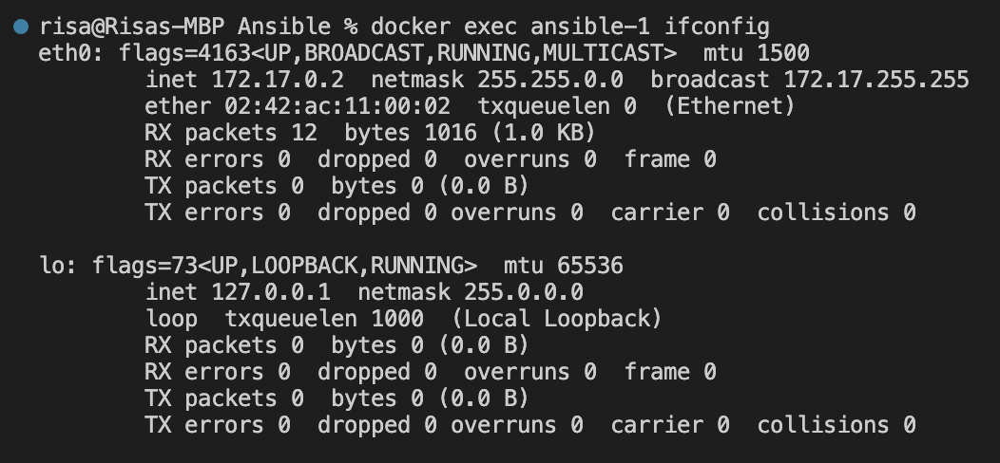 risa@Risas-MBP Ansible % docker exec ansible-1 ifconfig
eth0: flags=4163<UP,BROADCAST,RUNNING,MULTICAST>  mtu 1500
        inet 172.17.0.2  netmask 255.255.0.0  broadcast 172.17.255.255
        ether 02:42:ac:11:00:02  txqueuelen 0  (Ethernet)
        RX packets 12  bytes 1016 (1.0 KB)
        RX errors 0  dropped 0  overruns 0  frame 0
        TX packets 0  bytes 0 (0.0 B)
        TX errors 0  dropped 0 overruns 0  carrier 0  collisions 0

lo: flags=73<UP,LOOPBACK,RUNNING>  mtu 65536
        inet 127.0.0.1  netmask 255.0.0.0
        loop  txqueuelen 1000  (Local Loopback)
        RX packets 0  bytes 0 (0.0 B)
        RX errors 0  dropped 0  overruns 0  frame 0
        TX packets 0  bytes 0 (0.0 B)
        TX errors 0  dropped 0 overruns 0  carrier 0  collisions 0